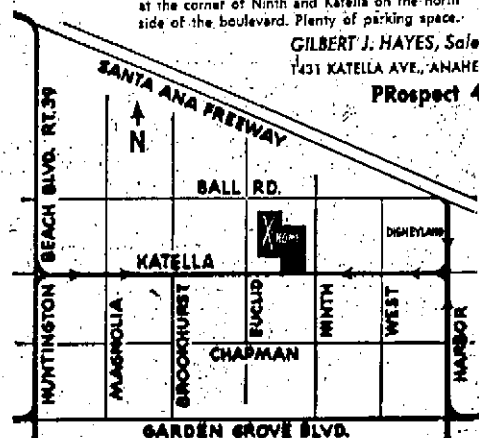 at the corner of Ninth and Katella on the north
side of the boulevard. Plenty of parking space.
GILBERT J. HAYES, Sale
1431 KATELLA AVE., ANAHE
PRospect 4
SANTA ANA FREEWAY
N
HUNTINGTON BEACH BLVD. RT.39
BALL RD.
DISNEYLAND
KATELLA
MAGNOLIA
BROOKHURST
EUCLID
NINTH
WEST
HARBOR
CHAPMAN
GARDEN GROVE BLVD.